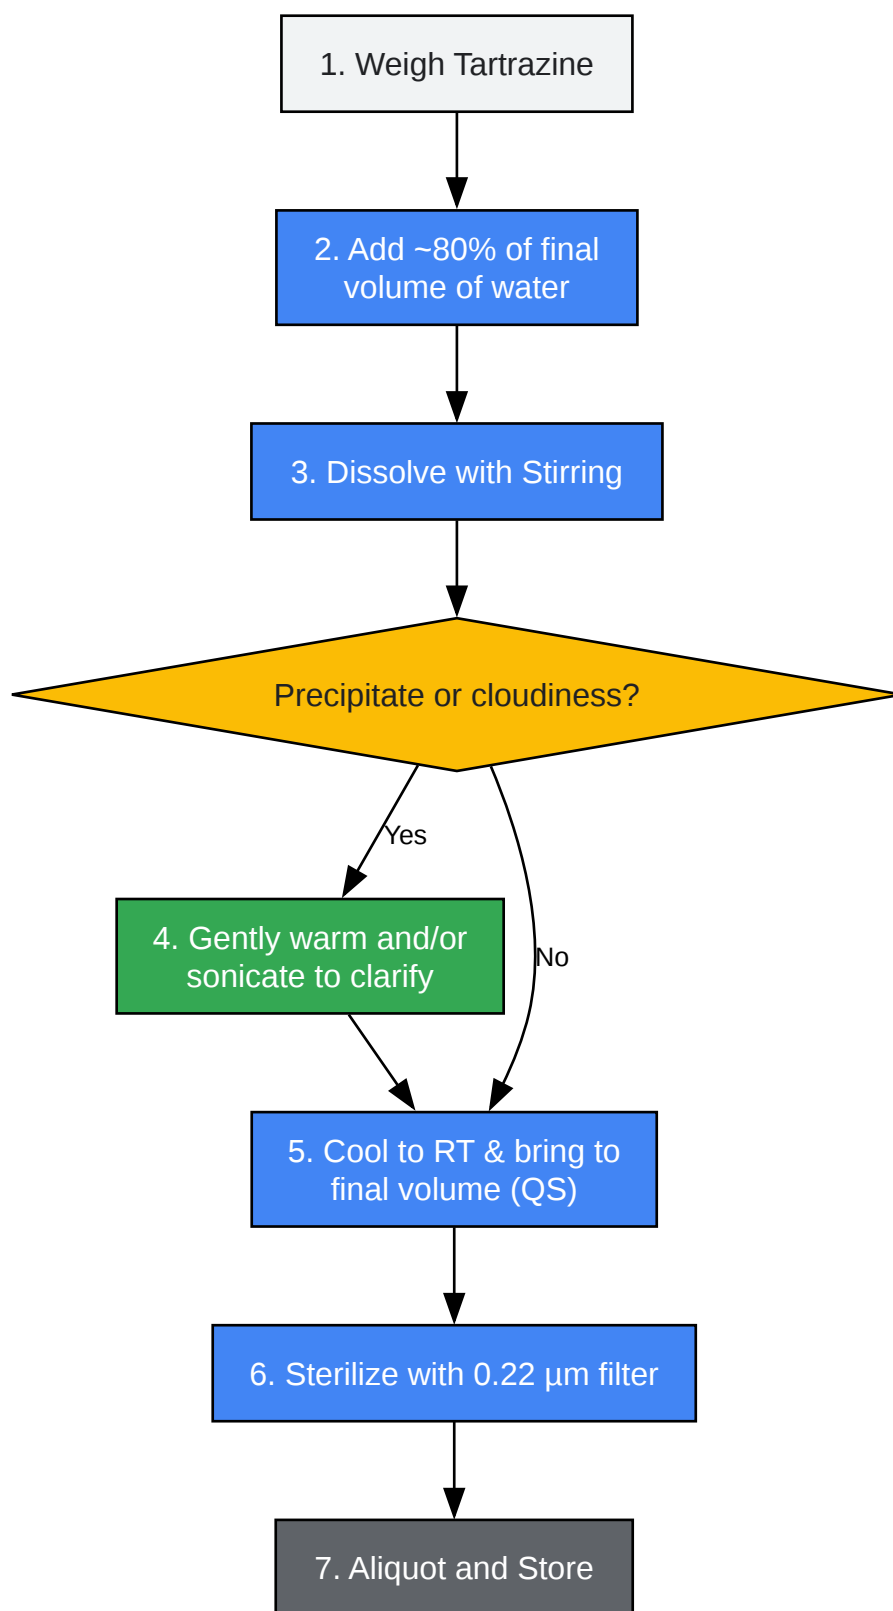 1. Weigh Tartrazine
2. Add ~80% of final
volume of water
3. Dissolve with Stirring
Precipitate or cloudiness?
Yes
4. Gently warm and/or
sonicate to clarify
No
5. Cool to RT & bring to
final volume (QS)
6. Sterilize with 0.22 µm filter
7. Aliquot and Store